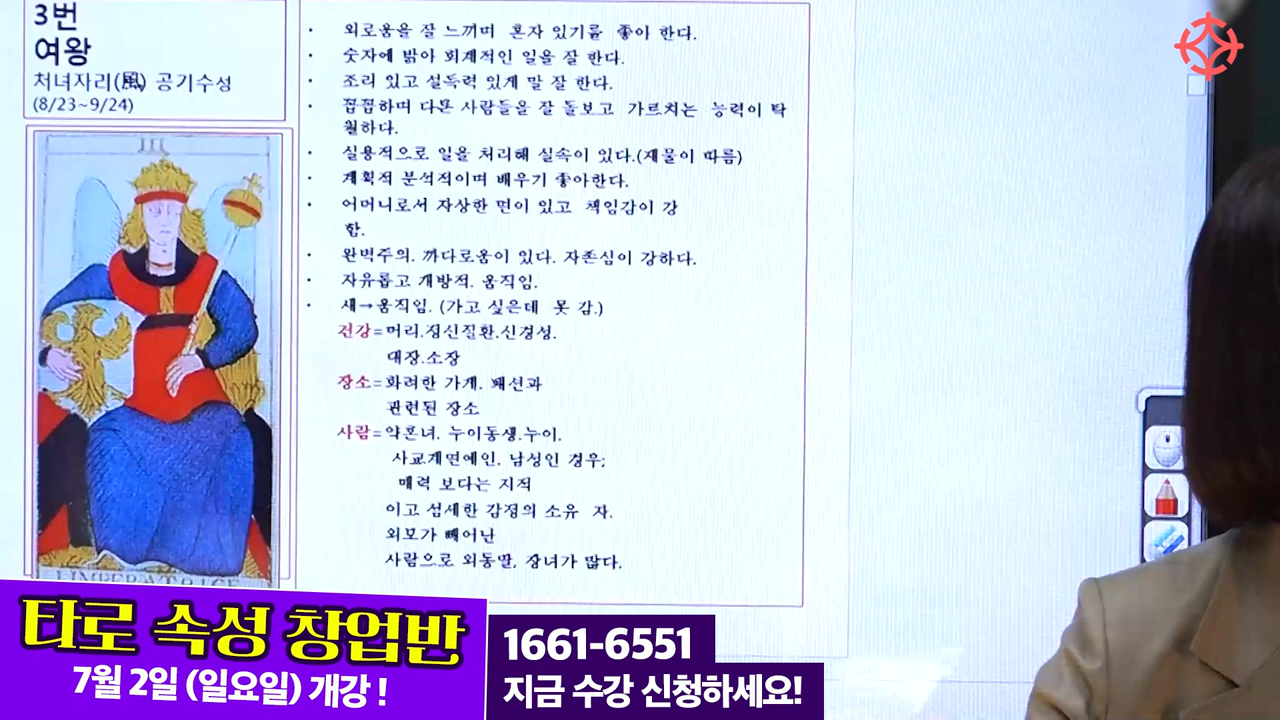 3번
여왕
처녀자리(風) 공기수성
(8/23~9/24)
III
L'IMPERATRICE
· 외로움을 잘 느끼며 혼자 있기를 좋아 한다.
· 숫자에 밝아 회계적인 일을 잘 한다.
· 조리 있고 설득력 있게 말 잘 한다.
· 꼼꼼하며 다른 사람들을 잘 돌보고 가르치는 능력이 탁
월하다.
· 실용적으로 일을 처리해 실속이 있다.(재물이 따름)
· 계획적 분석적이며 배우기 좋아한다.
· 어머니로서 자상한 면이 있고 책임감이 강
함.
· 완벽주의. 까다로움이 있다. 자존심이 강하다.
· 자유롭고 개방적. 움직임.
· 새→움직임. (가고 싶은데 못 감.)
건강=머리.정신질환.신경성.
대장.소장
장소=화려한 가게. 패션과
관련된 장소
사람=약혼녀. 누이동생.누이.
사교계연예인. 남성인 경우;
매력 보다는 지적
이고 섬세한 감정의 소유 자.
외모가 빼어난
사람으로 외동딸, 장녀가 많다.
타로 속성 창업반
7월 2일 (일요일) 개강 !
1661-6551
지금 수강 신청하세요!